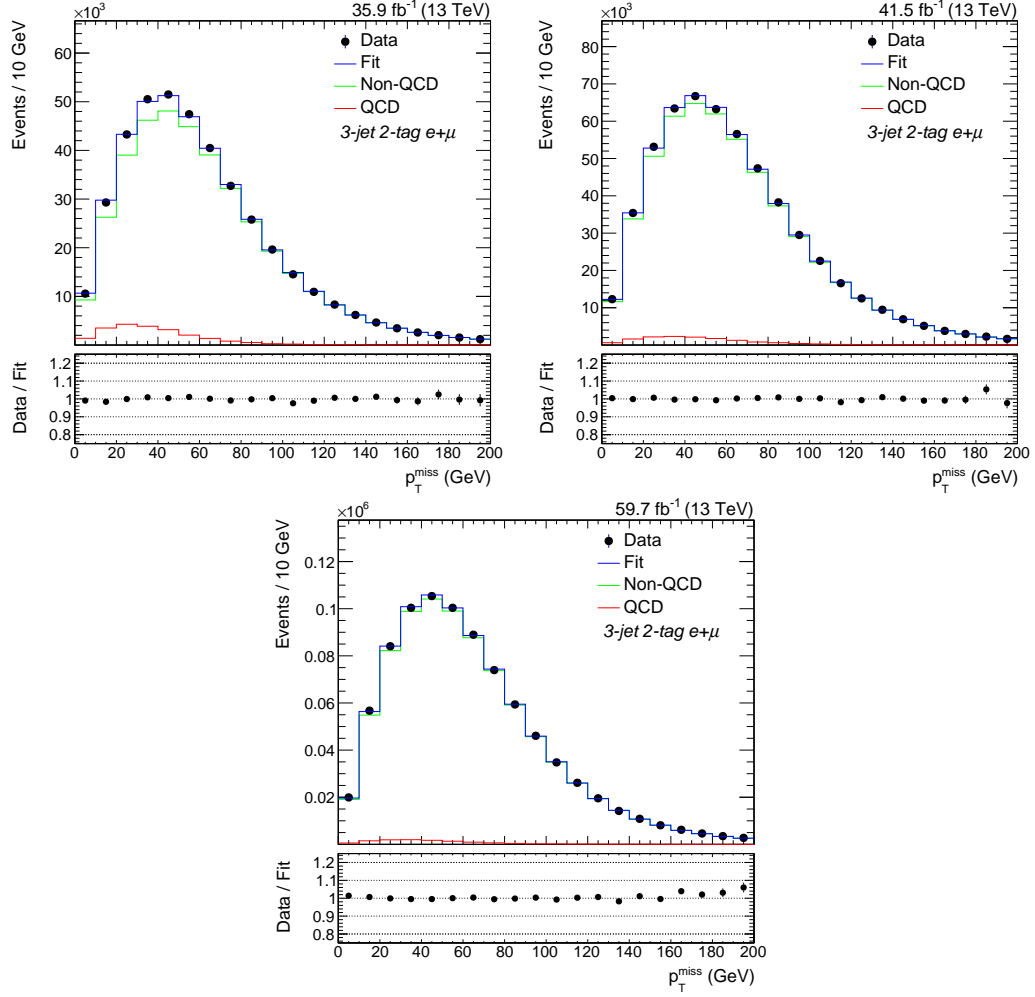 ×10³ 35.9 fb⁻¹ (13 TeV)
Events / 10 GeV
60
50
40
30
20
10
Data
Fit
Non-QCD
QCD
3-jet 2-tag e+μ
Data / Fit
1.2
1.1
1
0.9
0.8
0 20 40 60 80 100 120 140 160 180 200
p_T^miss (GeV)
×10³ 41.5 fb⁻¹ (13 TeV)
Events / 10 GeV
80
70
60
50
40
30
20
10
Data
Fit
Non-QCD
QCD
3-jet 2-tag e+μ
Data / Fit
1.2
1.1
1
0.9
0.8
0 20 40 60 80 100 120 140 160 180 200
p_T^miss (GeV)
×10⁶ 59.7 fb⁻¹ (13 TeV)
Events / 10 GeV
0.12
0.1
0.08
0.06
0.04
0.02
Data
Fit
Non-QCD
QCD
3-jet 2-tag e+μ
Data / Fit
1.2
1.1
1.0
0.9
0.8
0 20 40 60 80 100 120 140 160 180 200
p_T^miss (GeV)